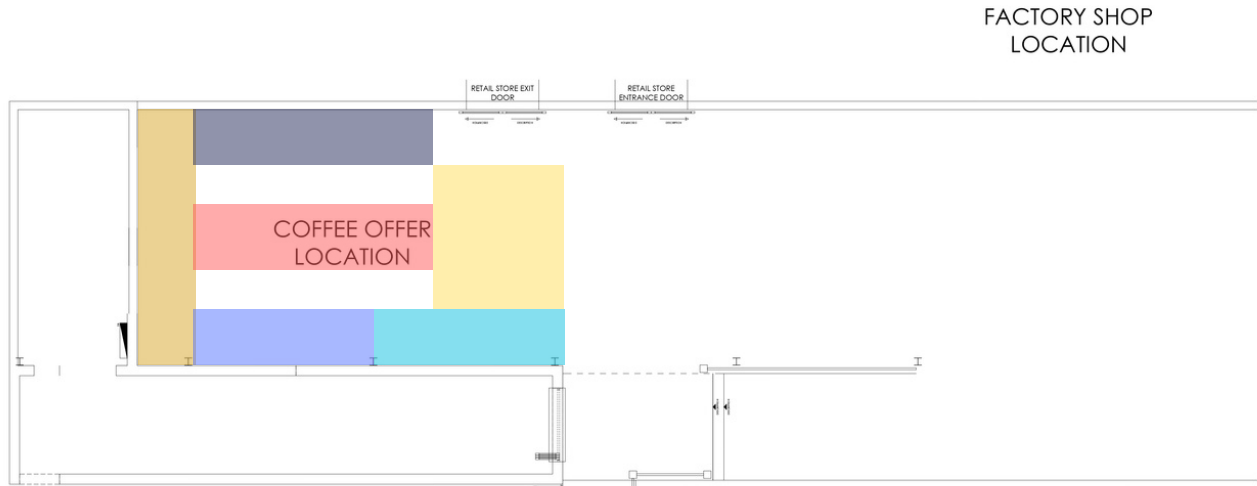 FACTORY SHOP
LOCATION
RETAIL STORE EXIT
DOOR
RETAIL STORE
ENTRANCE DOOR
COFFEE OFFER
LOCATION